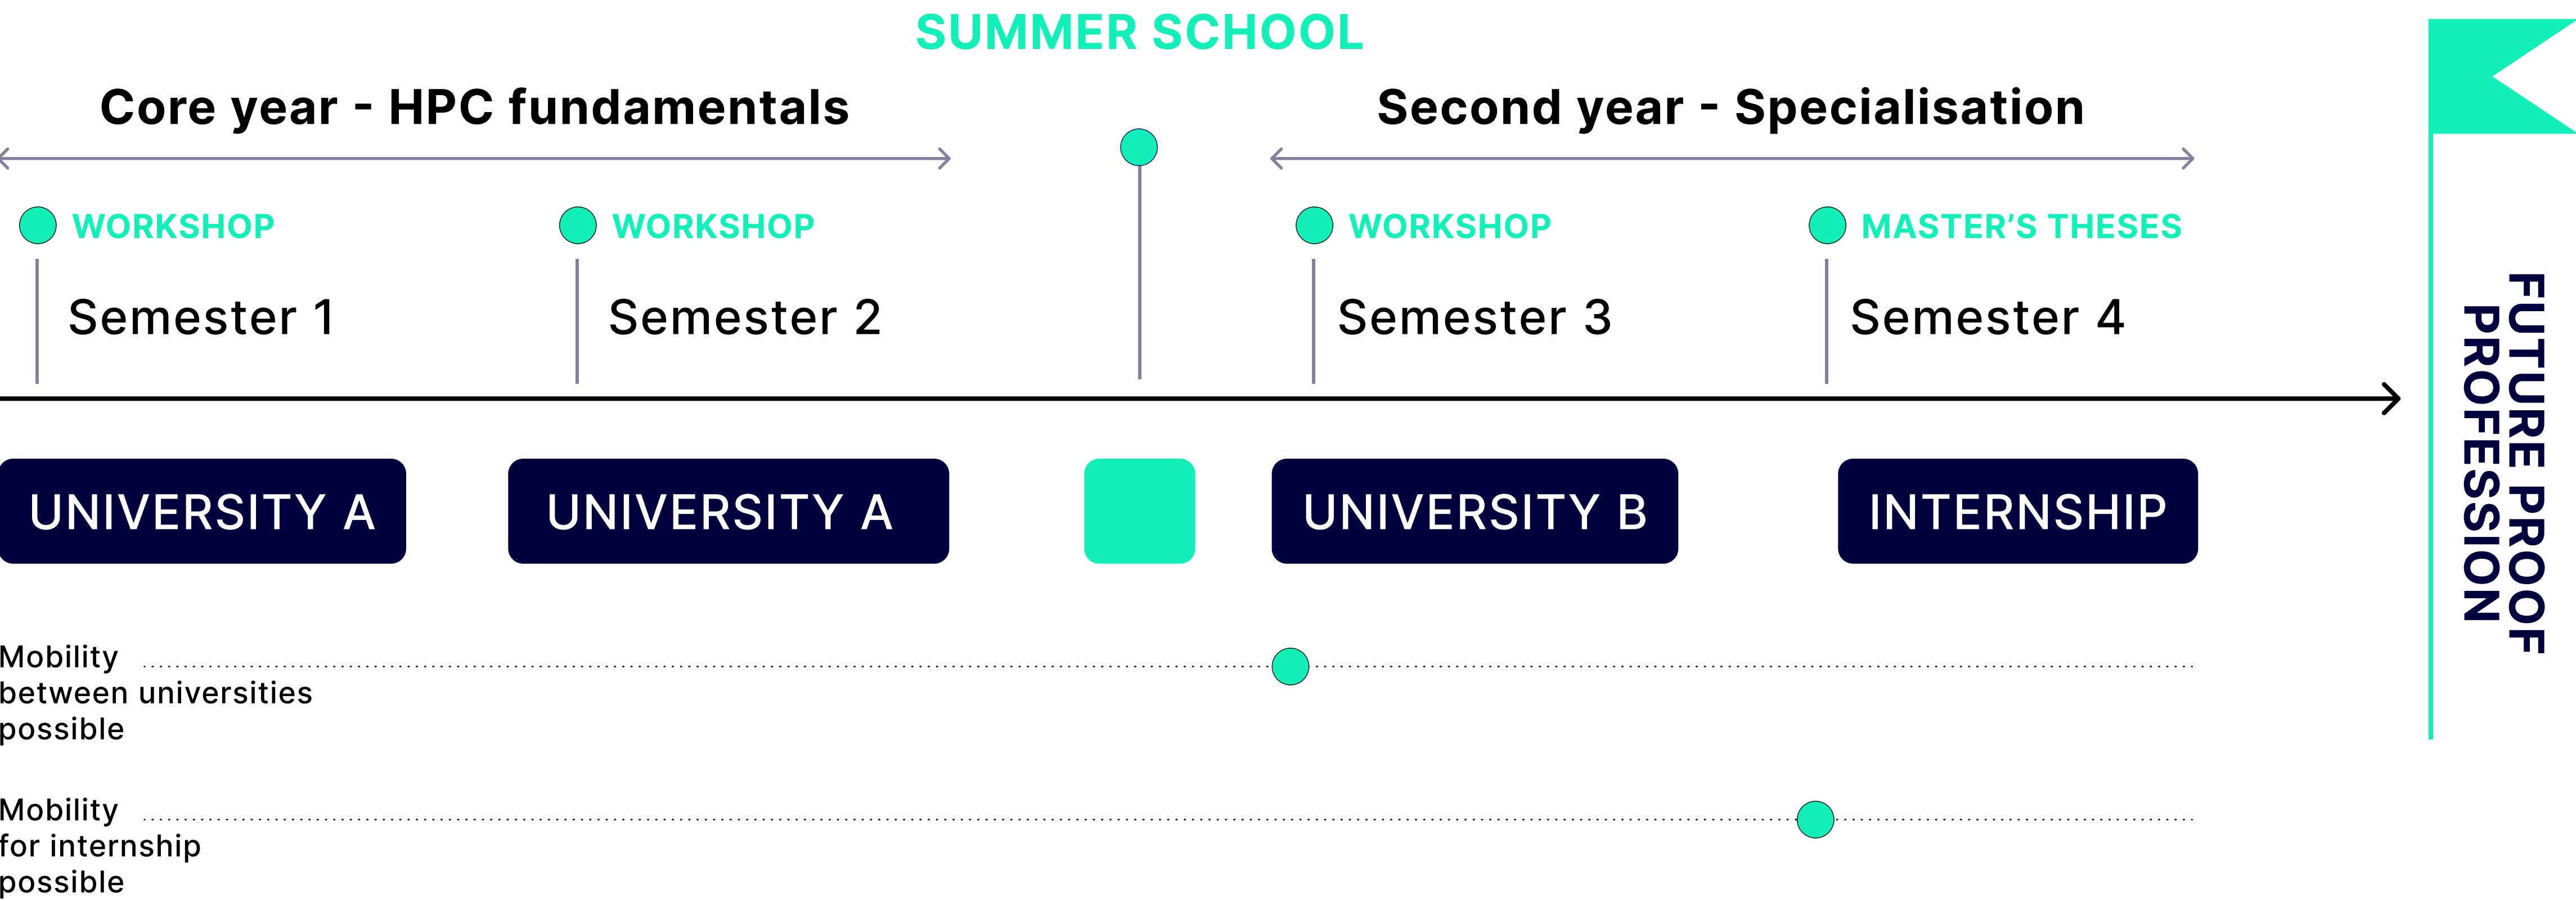 SUMMER SCHOOL
Core year - HPC fundamentals
Second year - Specialisation
WORKSHOP
WORKSHOP
WORKSHOP
MASTER’S THESES
Semester 1
Semester 2
Semester 3
Semester 4
UNIVERSITY A
UNIVERSITY A
UNIVERSITY B
INTERNSHIP
FUTURE PROOF
PROFESSION
Mobility
between universities
possible
Mobility
for internship
possible